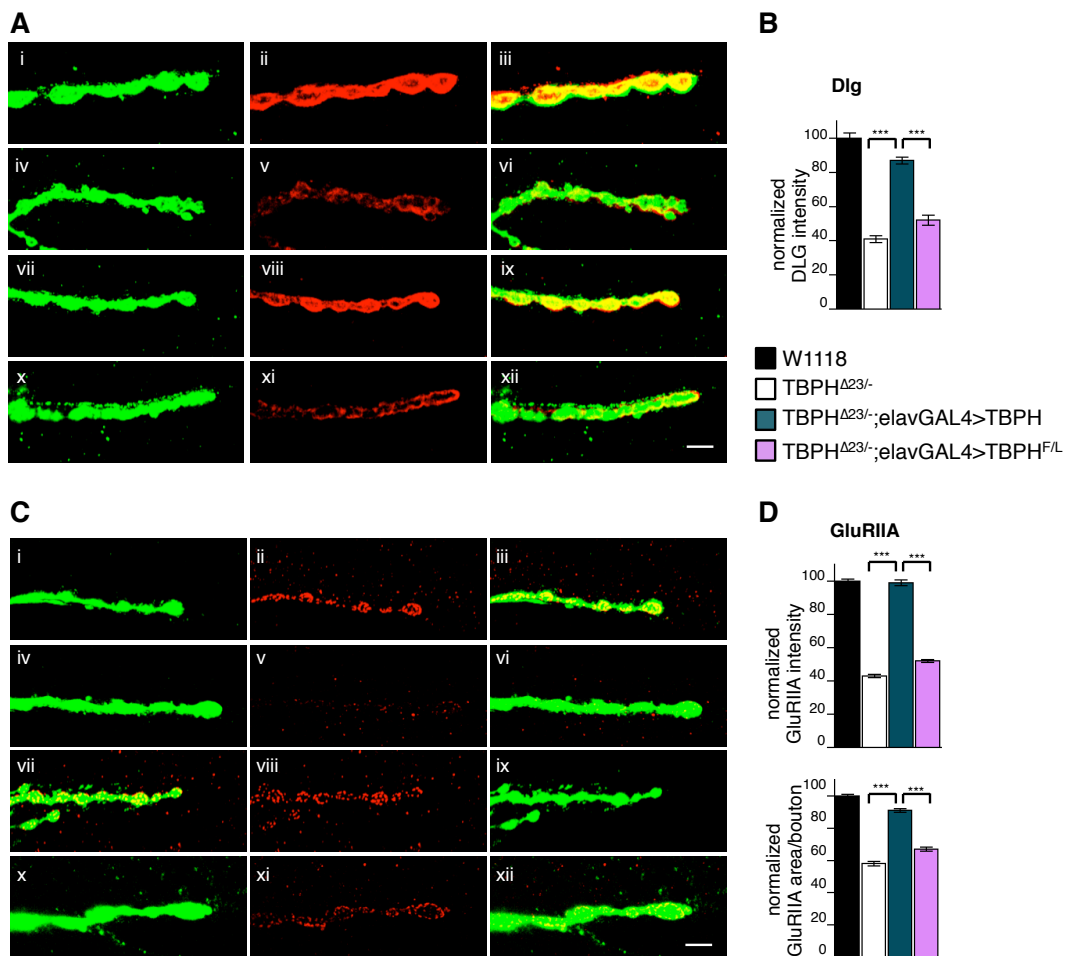 A
i
ii
iii
iv
v
vi
vii
viii
ix
x
xi
xii
B
Dlg
normalized
DLG intensity
100
80
60
40
20
0
***
***
W1118
TBPHΔ23/-
TBPHΔ23/-;elavGAL4>TBPH
TBPHΔ23/-;elavGAL4>TBPHF/L
C
i
ii
iii
iv
v
vi
vii
viii
ix
x
xi
xii
D
GluRIIA
normalized
GluRIIA intensity
100
80
60
40
20
0
***
***
normalized
GluRIIA area/bouton
100
80
60
40
20
0
***
***